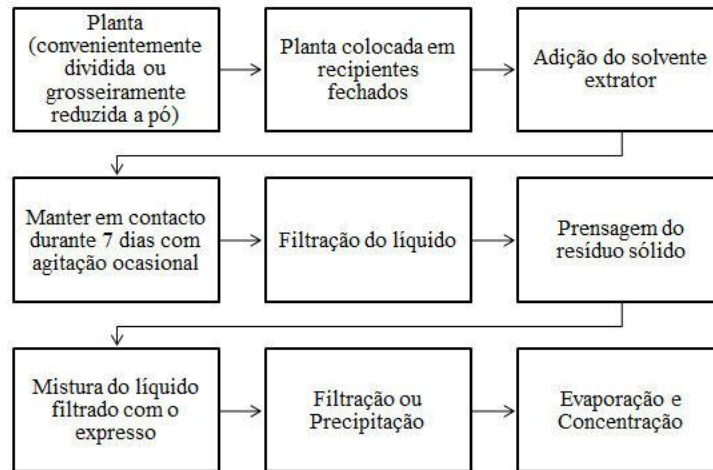 Planta
(convenientemente
dividida ou
grosseiramente
reduzida a pó)
Planta colocada em
recipientes
fechados
Adição do solvente
extrator
Manter em contacto
durante 7 dias com
agitação ocasional
Filtração do líquido
Prensagem do
resíduo sólido
Mistura do líquido
filtrado com o
expresso
Filtração ou
Precipitação
Evaporação e
Concentração